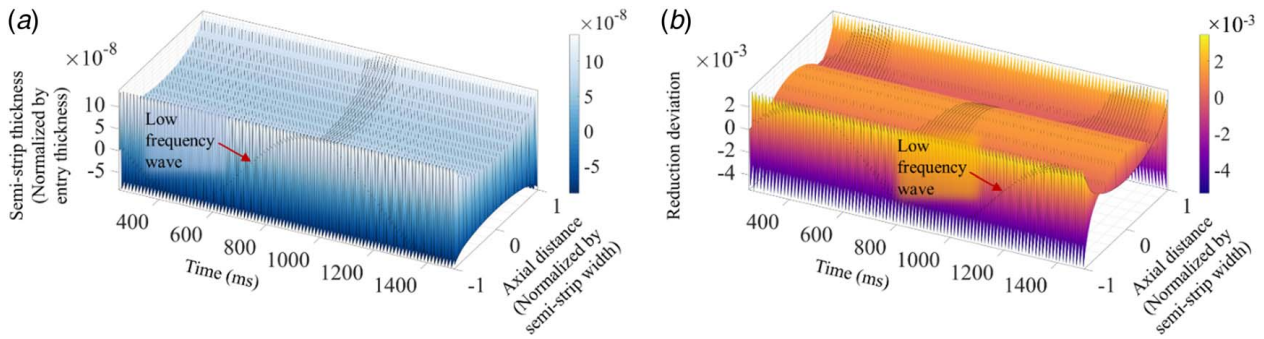 (a)
×10⁻⁸
×10⁻⁸
Semi-strip thickness
(Normalized by
entry thickness)
10
5
0
-5
Low
frequency
wave
400
600
800
1000
1200
1400
Time (ms)
1
0
-1
Axial distance
(Normalized by
semi-strip width)
10
5
0
-5
(b)
×10⁻³
×10⁻³
Reduction deviation
2
0
-2
-4
Low
frequency
wave
400
600
800
1000
1200
1400
Time (ms)
1
0
-1
Axial distance
(Normalized by
semi-strip width)
2
0
-2
-4